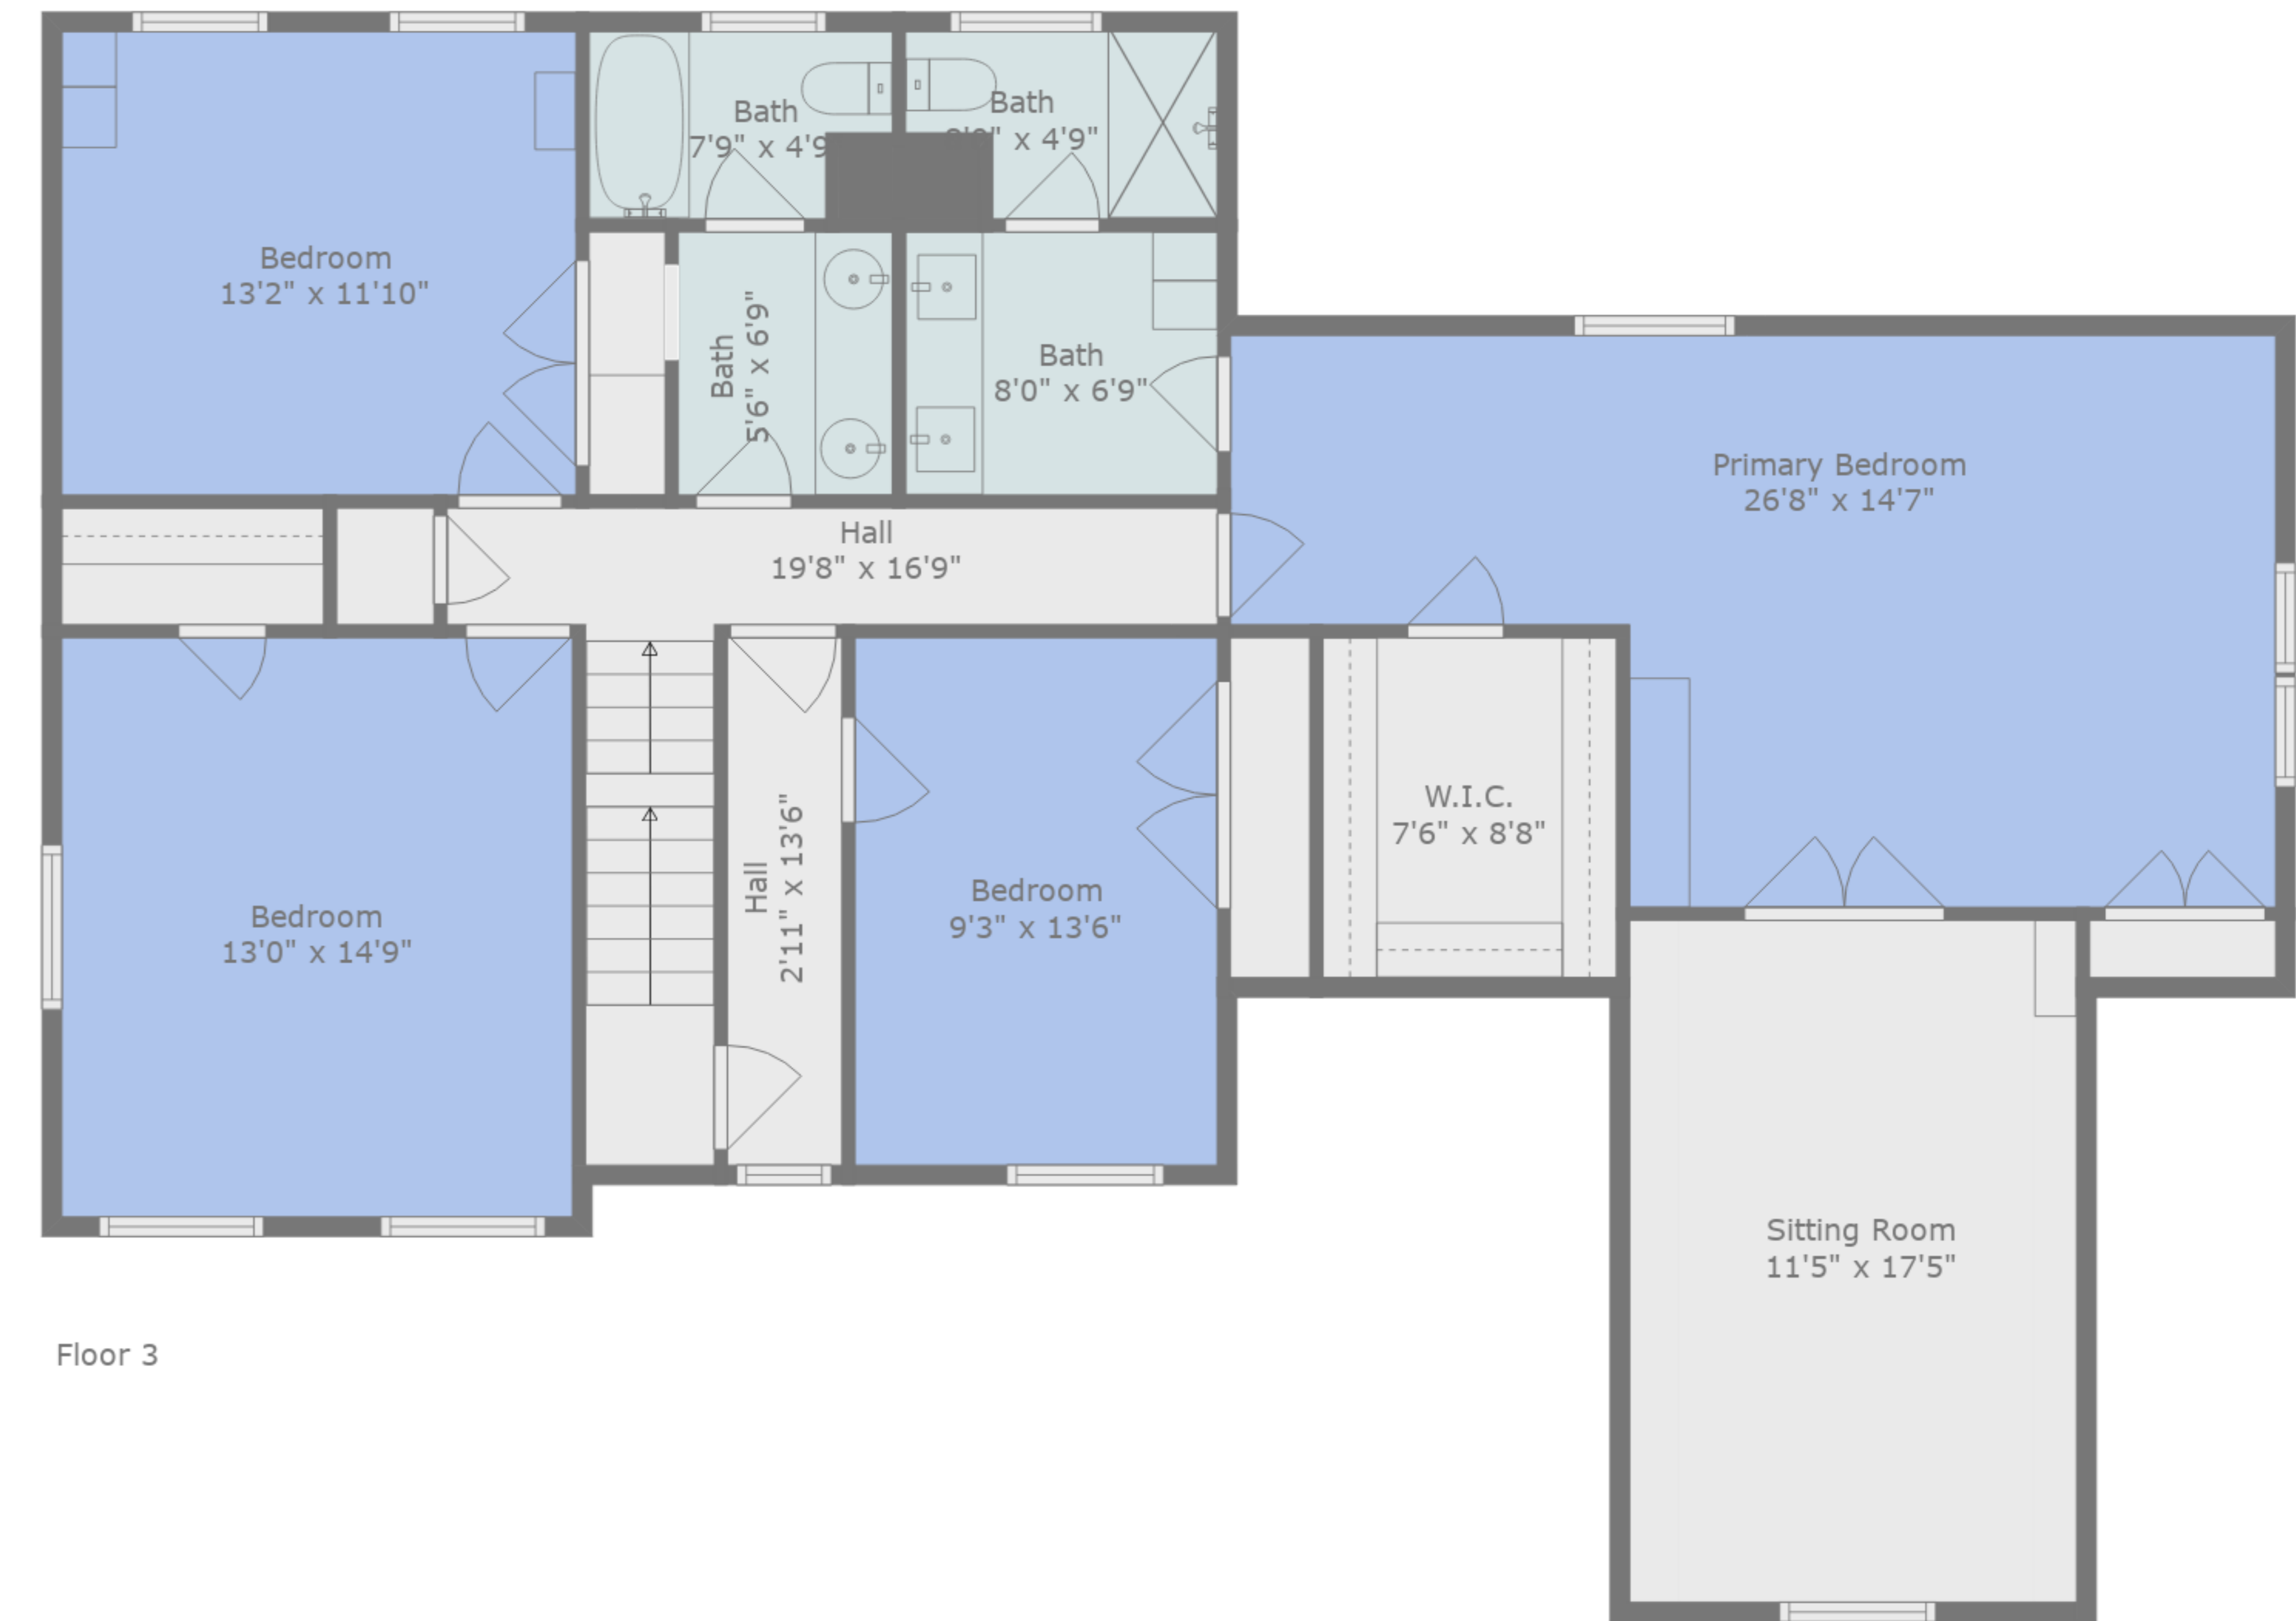 Bath
7'9" x 4'9
Bath
x 4'9"
Bedroom
13'2" x 11'10"
Bath
5'6" x 6'9"
Bath
8'0" x 6'9"
Primary Bedroom
26'8" x 14'7"
Hall
19'8" x 16'9"
W.I.C.
7'6" x 8'8"
Hall
2'11" x 13'6"
Bedroom
9'3" x 13'6"
Bedroom
13'0" x 14'9"
Sitting Room
11'5" x 17'5"
Floor 3